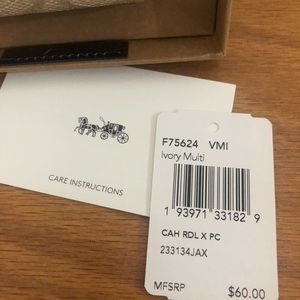 F75624 VMI
Ivory Multi
1 93971 33182 9
CARE INSTRUCTIONS
CAH RDL X PC
233134JAX
MFSRP $60.00